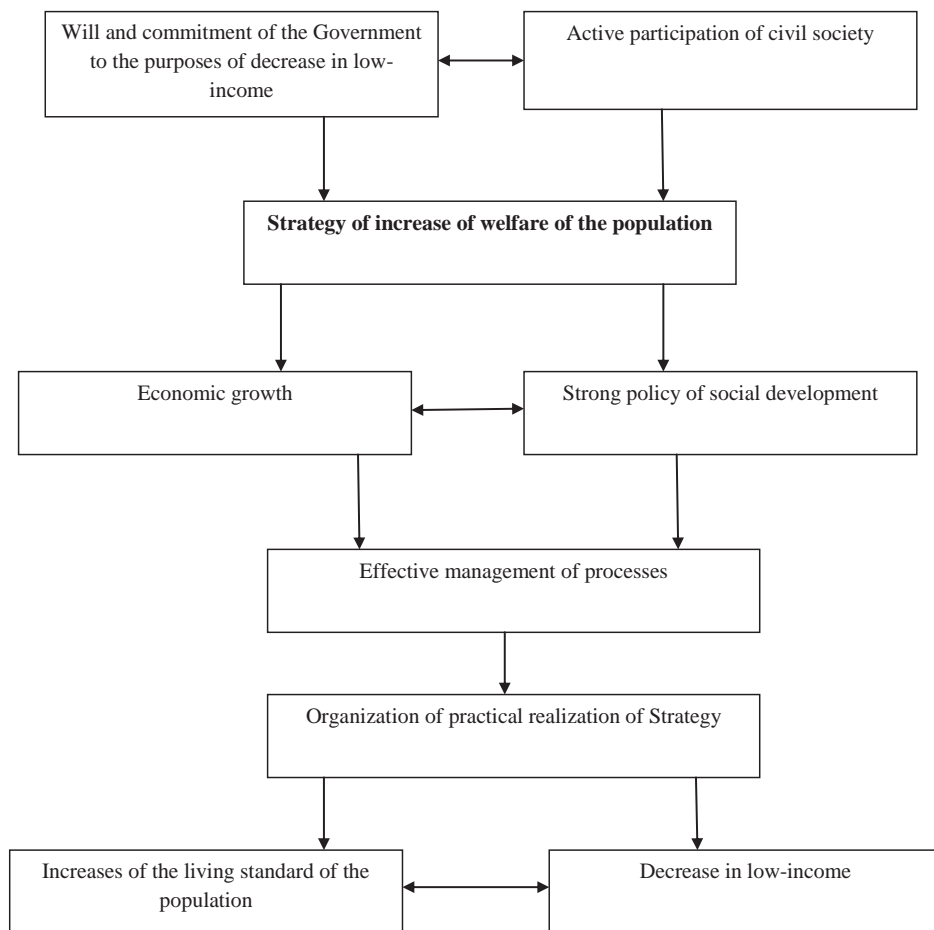 Will and commitment of the Government
to the purposes of decrease in low-
income
Active participation of civil society
Strategy of increase of welfare of the population
Economic growth
Strong policy of social development
Effective management of processes
Organization of practical realization of Strategy
Increases of the living standard of the
population
Decrease in low-income